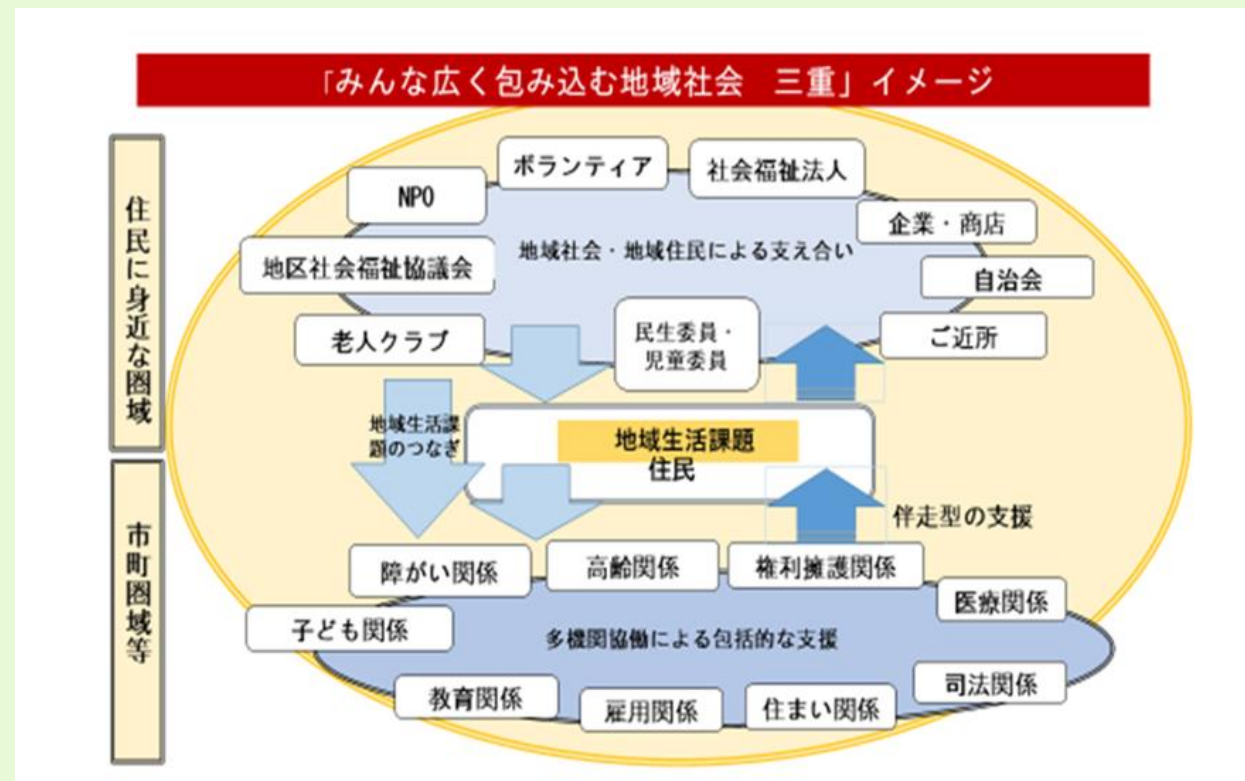 「みんな広く包み込む地域社会　三重」イメージ
住民に身近な圏域
ボランティア
社会福祉法人
NPO
企業・商店
地域社会・地域住民による支え合い
地区社会福祉協議会
自治会
老人クラブ
民生委員・
児童委員
ご近所
地域生活課
題のつなぎ
地域生活課題
住民
市町圏域等
伴走型の支援
障がい関係
高齢関係
権利擁護関係
医療関係
子ども関係
多機関協働による包括的な支援
教育関係
雇用関係
住まい関係
司法関係